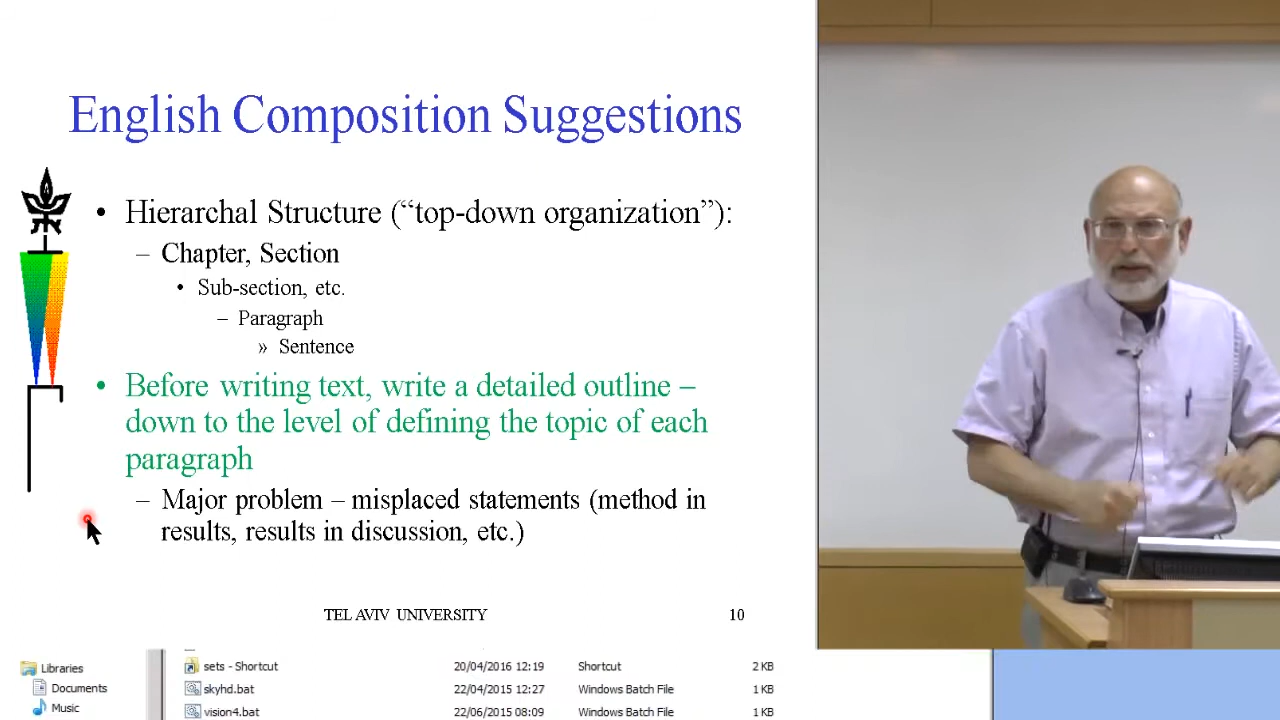 English Composition Suggestions
• Hierarchal Structure (“top-down organization”):
– Chapter, Section
• Sub-section, etc.
– Paragraph
» Sentence
• Before writing text, write a detailed outline –
down to the level of defining the topic of each
paragraph
– Major problem – misplaced statements (method in
results, results in discussion, etc.)
TEL AVIV UNIVERSITY 10
Libraries
Documents
Music
sets - Shortcut 20/04/2016 12:19 Shortcut 2 KB
skyhd.bat 22/04/2015 12:27 Windows Batch File 1 KB
vision4.bat 22/06/2015 08:09 Windows Batch File 1 KB